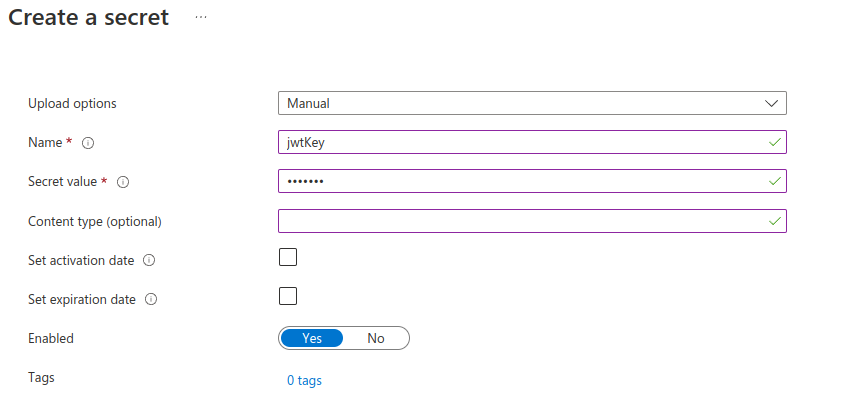 Create a secret ...
Upload options Manual
Name * jwtKey
Secret value * •••••••
Content type (optional)
Set activation date
Set expiration date
Enabled Yes No
Tags 0 tags